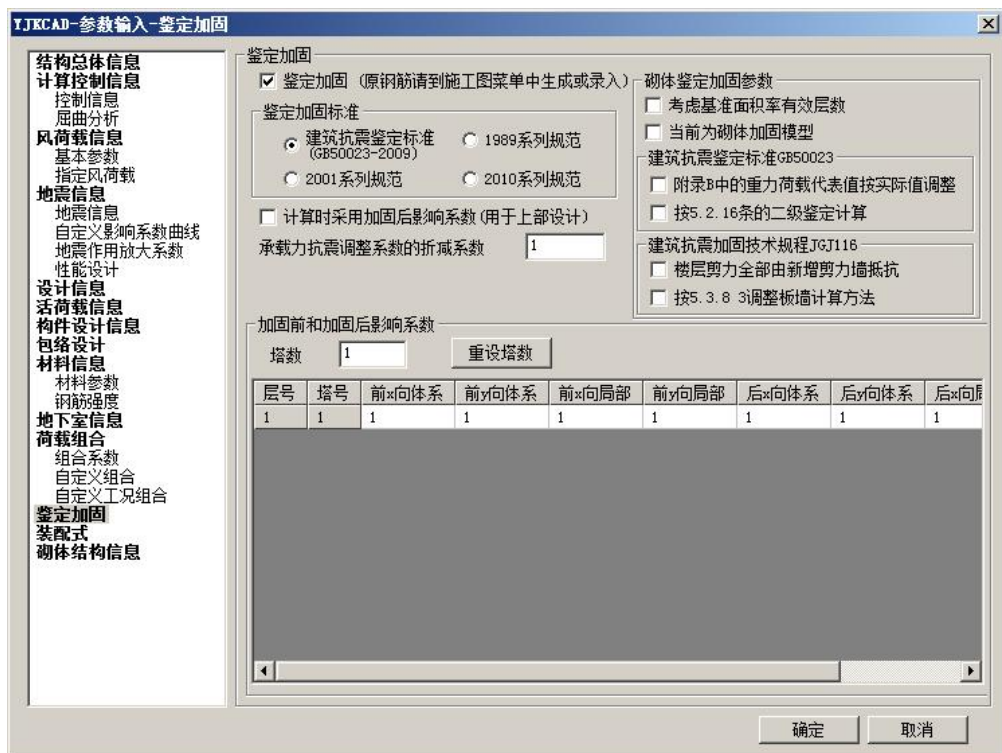 YJKCAD-参数输入-鉴定加固
结构总体信息
计算控制信息
控制信息
屈曲分析
风荷载信息
基本参数
指定风荷载
地震信息
地震信息
自定义影响系数曲线
地震作用放大系数
性能设计
设计信息
活荷载信息
构件设计信息
包络设计
材料信息
材料参数
钢筋强度
地下室信息
荷载组合
组合系数
自定义组合
自定义工况组合
鉴定加固
装配式
砌体结构信息
鉴定加固
鉴定加固 (原钢筋请到施工图菜单中生成或录入)
鉴定加固标准
建筑抗震鉴定标准
(GB50023-2009)
1989系列规范
2001系列规范
2010系列规范
计算时采用加固后影响系数(用于上部设计)
承载力抗震调整系数的折减系数 1
砌体鉴定加固参数
考虑基准面积率有效层数
当前为砌体加固模型
建筑抗震鉴定标准GB50023
附录B中的重力荷载代表值按实际值调整
按5.2.16条的二级鉴定计算
建筑抗震加固技术规程JGJ116
楼层剪力全部由新增剪力墙抵抗
按5.3.8 3调整板墙计算方法
加固前和加固后影响系数
塔数 1 重设塔数
层号 塔号 前x向体系 前y向体系 前x向局部 前y向局部 后x向体系 后y向体系 后x向局
1 1 1 1 1 1 1 1 1
确定 取消